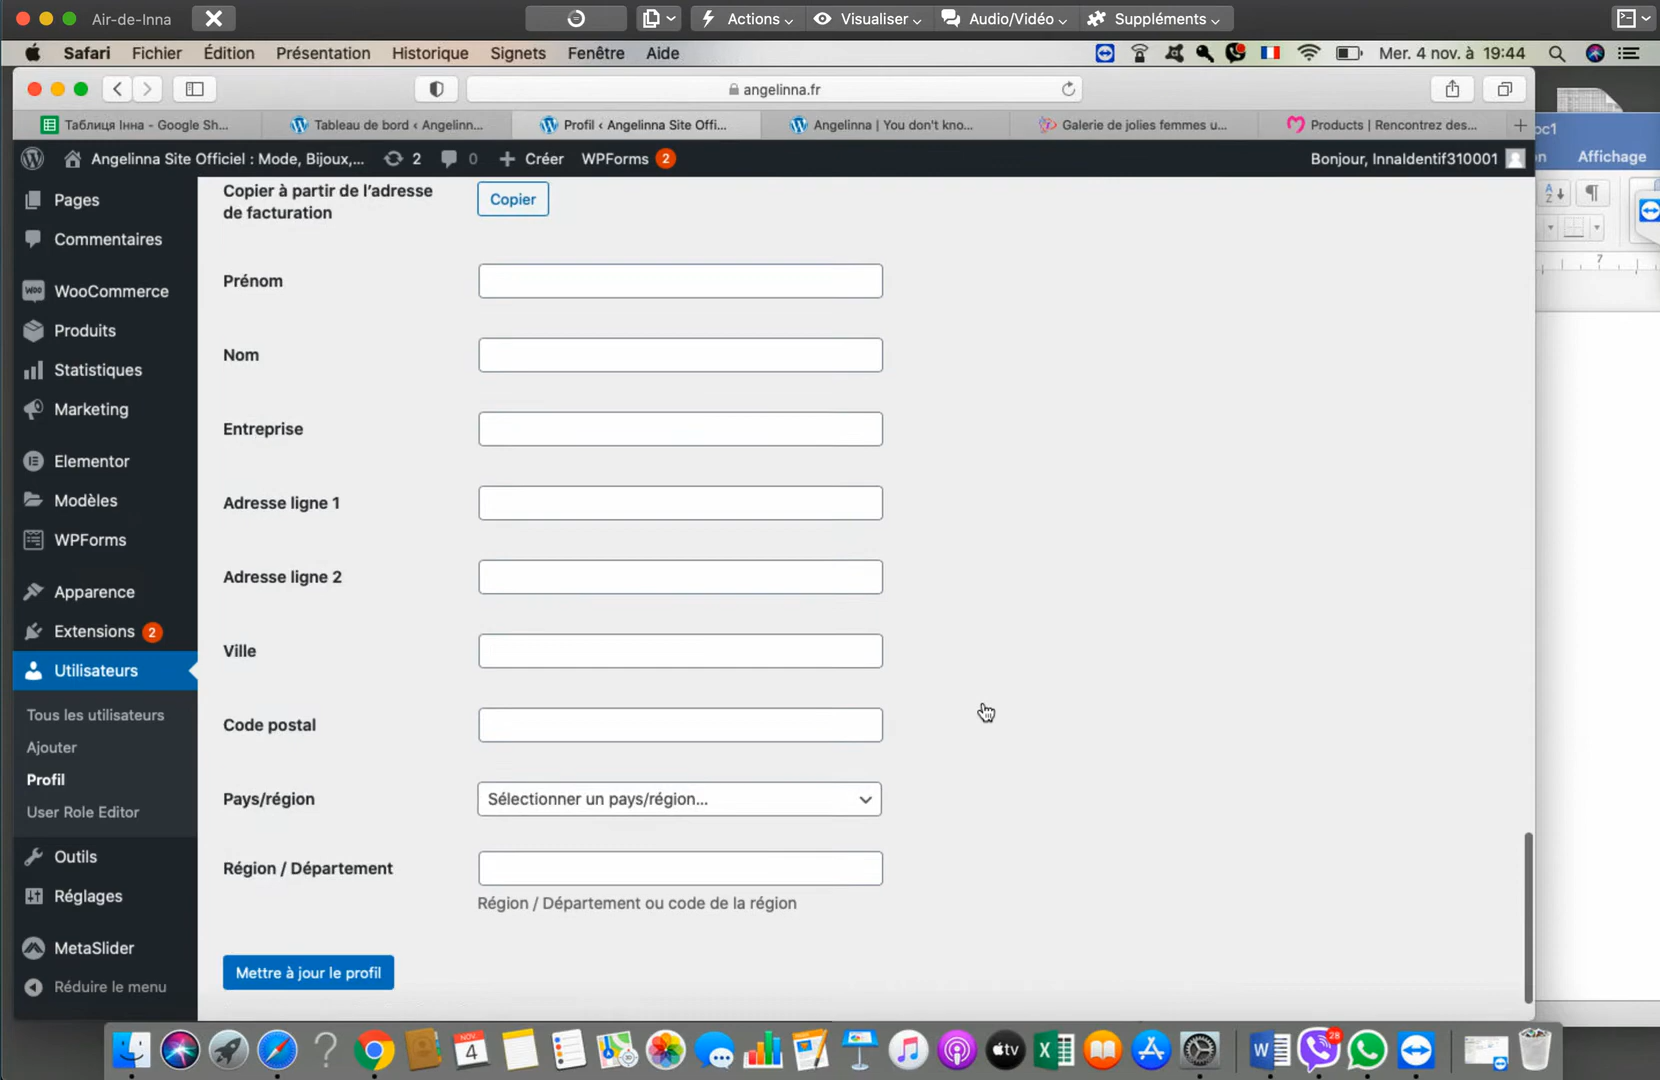 Air-de-Inna
Actions
Visualiser
Audio/Vidéo
Suppléments
Safari Fichier Édition Présentation Historique Signets Fenêtre Aide
Mer. 4 nov. à 19:44
angelinna.fr
Таблиця Інна - Google Sh...
Tableau de bord ‹ Angelinn...
Profil ‹ Angelinna Site Offi...
Angelinna | You don't kno...
Galerie de jolies femmes u...
Products | Rencontrez des...
oc1
Affichage
7
Angelinna Site Officiel : Mode, Bijoux,...
2
0
Créer
WPForms 2
Bonjour, InnaIdentif310001
Pages
Commentaires
WooCommerce
Produits
Statistiques
Marketing
Elementor
Modèles
WPForms
Apparence
Extensions 2
Utilisateurs
Tous les utilisateurs
Ajouter
Profil
User Role Editor
Outils
Réglages
MetaSlider
Réduire le menu
Copier à partir de l’adresse
de facturation
Copier
Prénom
Nom
Entreprise
Adresse ligne 1
Adresse ligne 2
Ville
Code postal
Pays/région
Sélectionner un pays/région...
Région / Département
Région / Département ou code de la région
Mettre à jour le profil
NOV.
4
tv
28